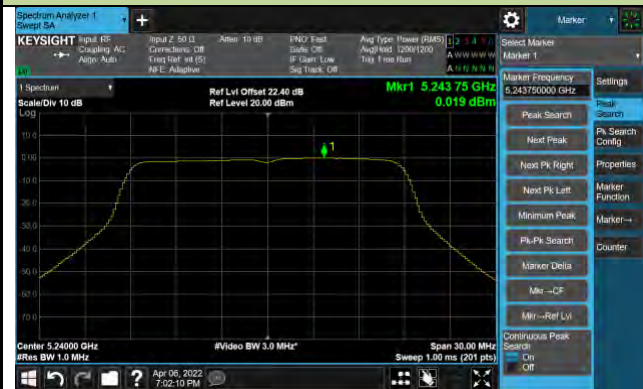 Spectrum Analyzer 1
Swept SA
Marker
KEYSIGHT Input: RF
Coupling: AC
Align: Auto
Input Z: 50 Ω
Corrections: Off
Freq Ref: Int (S)
NFE: Adaptive
Atten: 10 dB
PNO: Fast
Gate: Off
IF Gain: Low
Sig Track: Off
Avg Type: Power (RMS)
Avg|Hold: 1200/1200
Trig: Free Run
Select Marker
Marker 1
1 Spectrum
Scale/Div 10 dB
Log
Ref Lvl Offset 22.40 dB
Ref Level 20.00 dBm
Mkr1 5.243 75 GHz
0.019 dBm
Marker Frequency
5.243750000 GHz
Settings
Peak Search
Peak
Search
Next Peak
Pk Search
Config
Next Pk Right
Properties
Next Pk Left
Marker
Function
Minimum Peak
Marker→
Pk-Pk Search
Counter
Marker Delta
Mkr→CF
Mkr→Ref Lvl
Continuous Peak
Search
On
Off
10.0
0.00
-10.0
-20.0
-30.0
-40.0
-50.0
-60.0
-70.0
1
Center 5.24000 GHz
#Res BW 1.0 MHz
#Video BW 3.0 MHz*
Span 30.00 MHz
Sweep 1.00 ms (201 pts)
Apr 06, 2022
7:02:10 PM